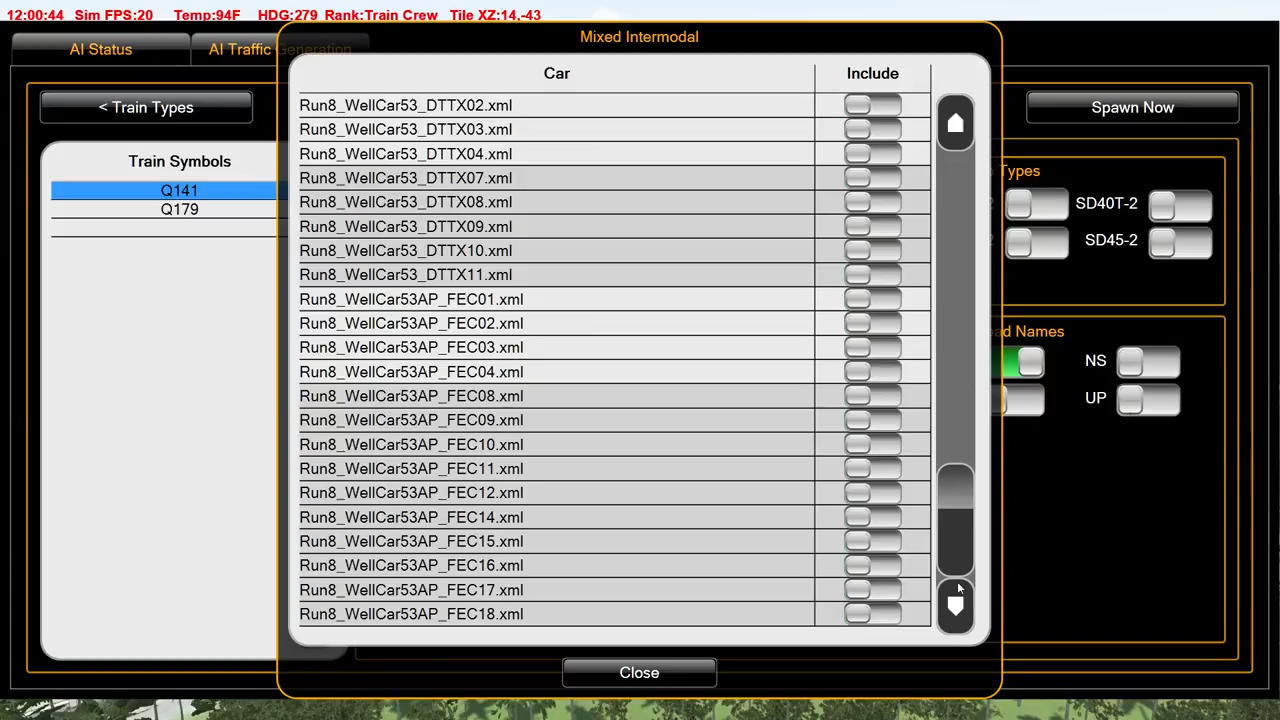 12:00:44 Sim FPS:20 Temp:94F HDG:279 Rank:Train Crew Tile XZ:14,-43
Mixed Intermodal
AI Status
AI Traffic Generation
< Train Types
Spawn Now
Train Symbols
Q141
Q179
Car
Include
Run8_WellCar53_DTTX02.xml
Run8_WellCar53_DTTX03.xml
Run8_WellCar53_DTTX04.xml
Run8_WellCar53_DTTX07.xml
Run8_WellCar53_DTTX08.xml
Run8_WellCar53_DTTX09.xml
Run8_WellCar53_DTTX10.xml
Run8_WellCar53_DTTX11.xml
Run8_WellCar53AP_FEC01.xml
Run8_WellCar53AP_FEC02.xml
Run8_WellCar53AP_FEC03.xml
Run8_WellCar53AP_FEC04.xml
Run8_WellCar53AP_FEC08.xml
Run8_WellCar53AP_FEC09.xml
Run8_WellCar53AP_FEC10.xml
Run8_WellCar53AP_FEC11.xml
Run8_WellCar53AP_FEC12.xml
Run8_WellCar53AP_FEC14.xml
Run8_WellCar53AP_FEC15.xml
Run8_WellCar53AP_FEC16.xml
Run8_WellCar53AP_FEC17.xml
Run8_WellCar53AP_FEC18.xml
Types
SD40T-2
SD45-2
Names
NS
UP
Close